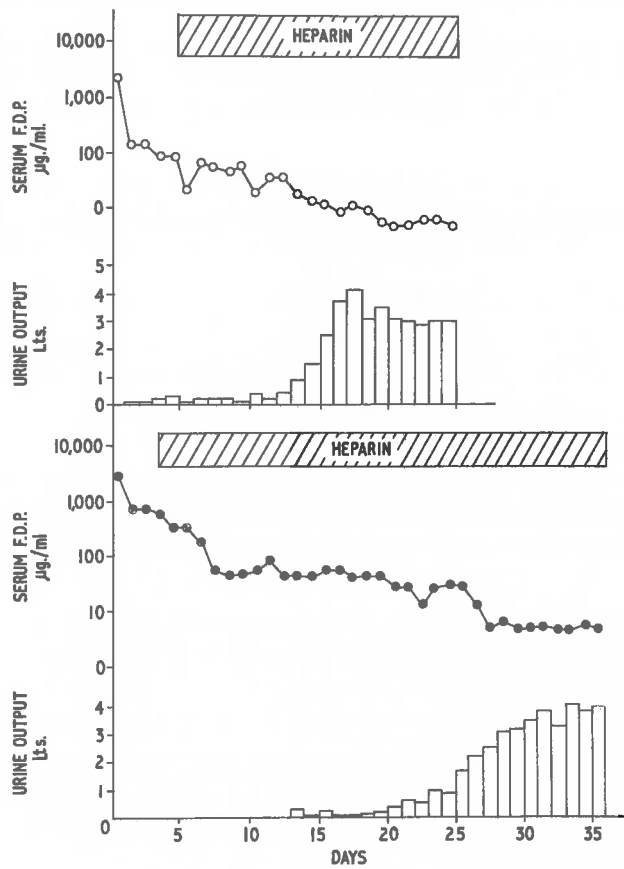 HEPARIN
10,000
1,000
100
0
SERUM F.D.P.
µg./ml.
5
4
3
2
1
0
URINE OUTPUT
Lts.
HEPARIN
10,000
1,000
100
10
0
SERUM F.D.P.
µg./ml
4
3
2
1
0
URINE OUTPUT
Lts.
5 10 15 20 25 30 35
DAYS